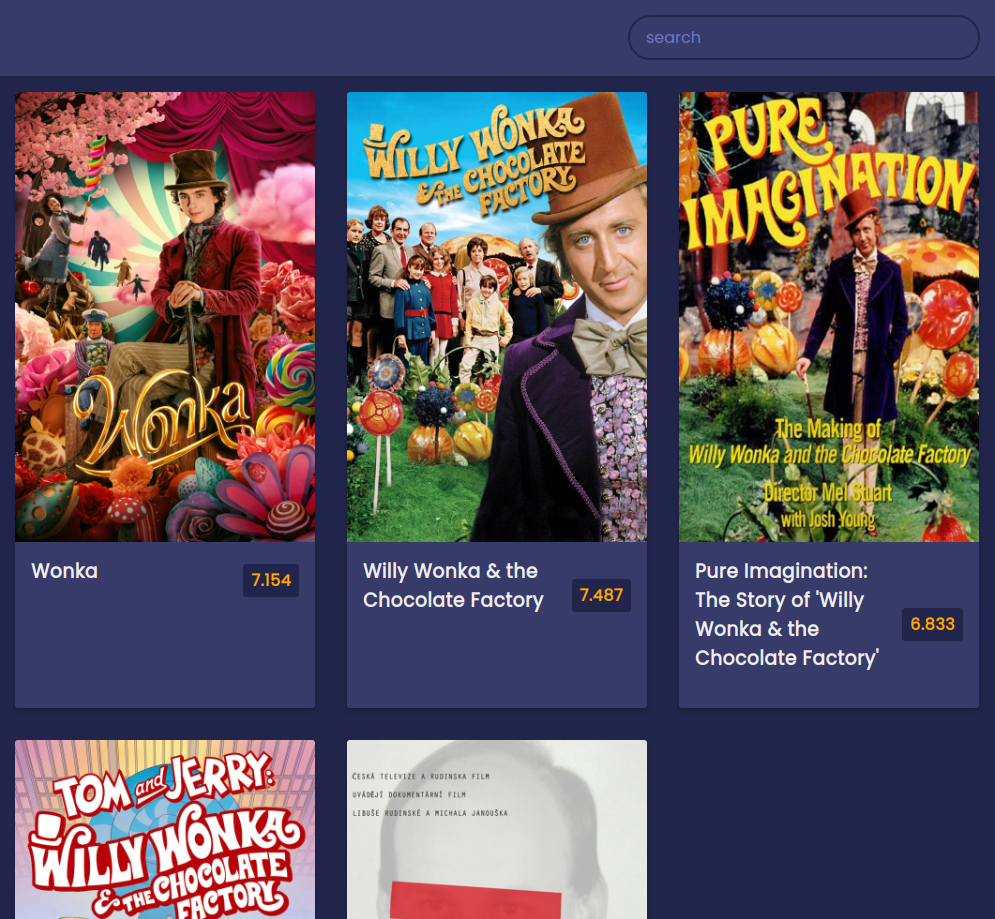 search
Wonka
WILLY WONKA
& THE CHOCOLATE
FACTORY
PURE
IMAGINATION
The Making of
Willy Wonka and the Chocolate Factory
Director Mel Stuart
with Josh Young
Wonka
7.154
Willy Wonka & the
Chocolate Factory
7.487
Pure Imagination:
The Story of 'Willy
Wonka & the
Chocolate Factory'
6.833
TOM and JERRY:
WILLY WONKA
& THE CHOCOLATE
FACTORY
ČESKÁ TELEVIZE A RUDINSKA FILM
UVÁDĚJÍ DOKUMENTÁRNÍ FILM
LIBUŠE RUDINSKÉ A MICHALA JANOUŠKA